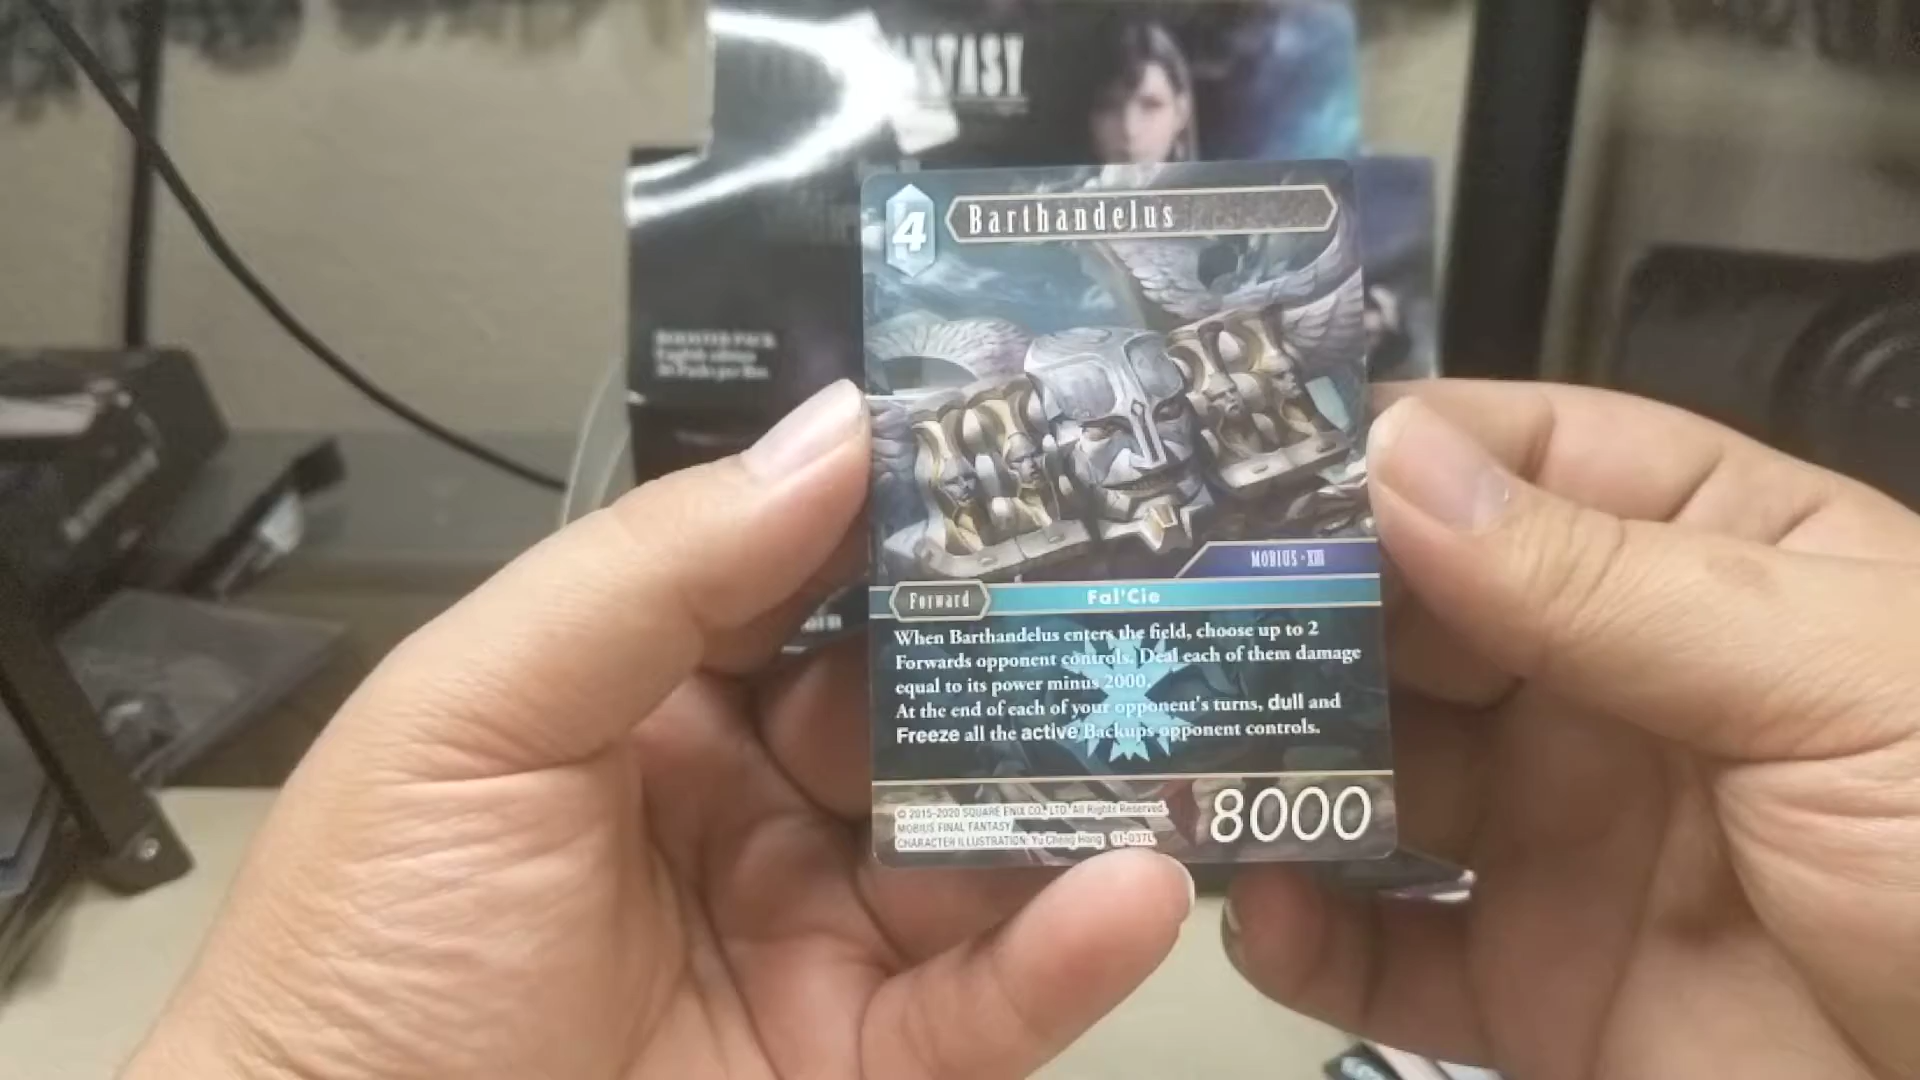 FANTASY
BOOSTER PACK
English edition
4
Barthandelus
MOBIUS · XIII
Forward
Fal'Cie
When Barthandelus enters the field, choose up to 2
Forwards opponent controls. Deal each of them damage
equal to its power minus 2000.
At the end of each of your opponent's turns, dull and
Freeze all the active Backups opponent controls.
© 2015-2020 SQUARE ENIX CO., LTD. All Rights Reserved.
MOBIUS FINAL FANTASY
CHARACTER ILLUSTRATION: Yu Cheng Hong 11-037L
8000